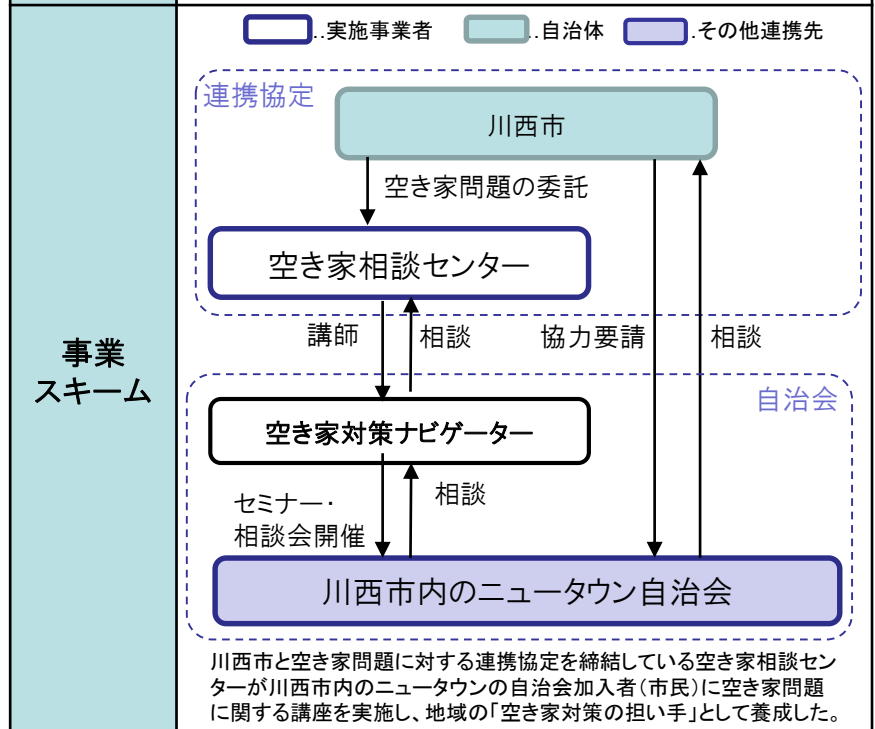 ‥実施事業者
‥自治体
‥その他連携先
連携協定
川西市
空き家問題の委託
空き家相談センター
講師
相談
協力要請
相談
事業
スキーム
自治会
空き家対策ナビゲーター
セミナー・
相談会開催
相談
川西市内のニュータウン自治会
川西市と空き家問題に対する連携協定を締結している空き家相談セン
ターが川西市内のニュータウンの自治会加入者（市民）に空き家問題
に関する講座を実施し、地域の「空き家対策の担い手」として養成した。